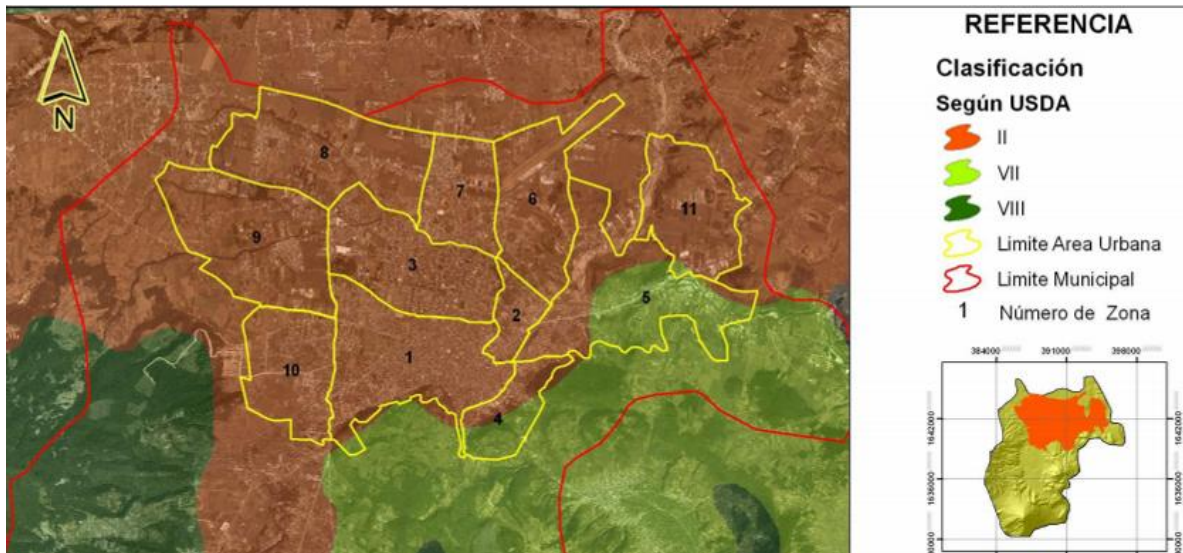 REFERENCIA
Clasificación
Según USDA
II
VII
VIII
Limite Area Urbana
Limite Municipal
1 Número de Zona
N
8
7
6
11
9
3
5
2
1
10
4
384000 391000 398000
1642000 1642000
1636000 1636000